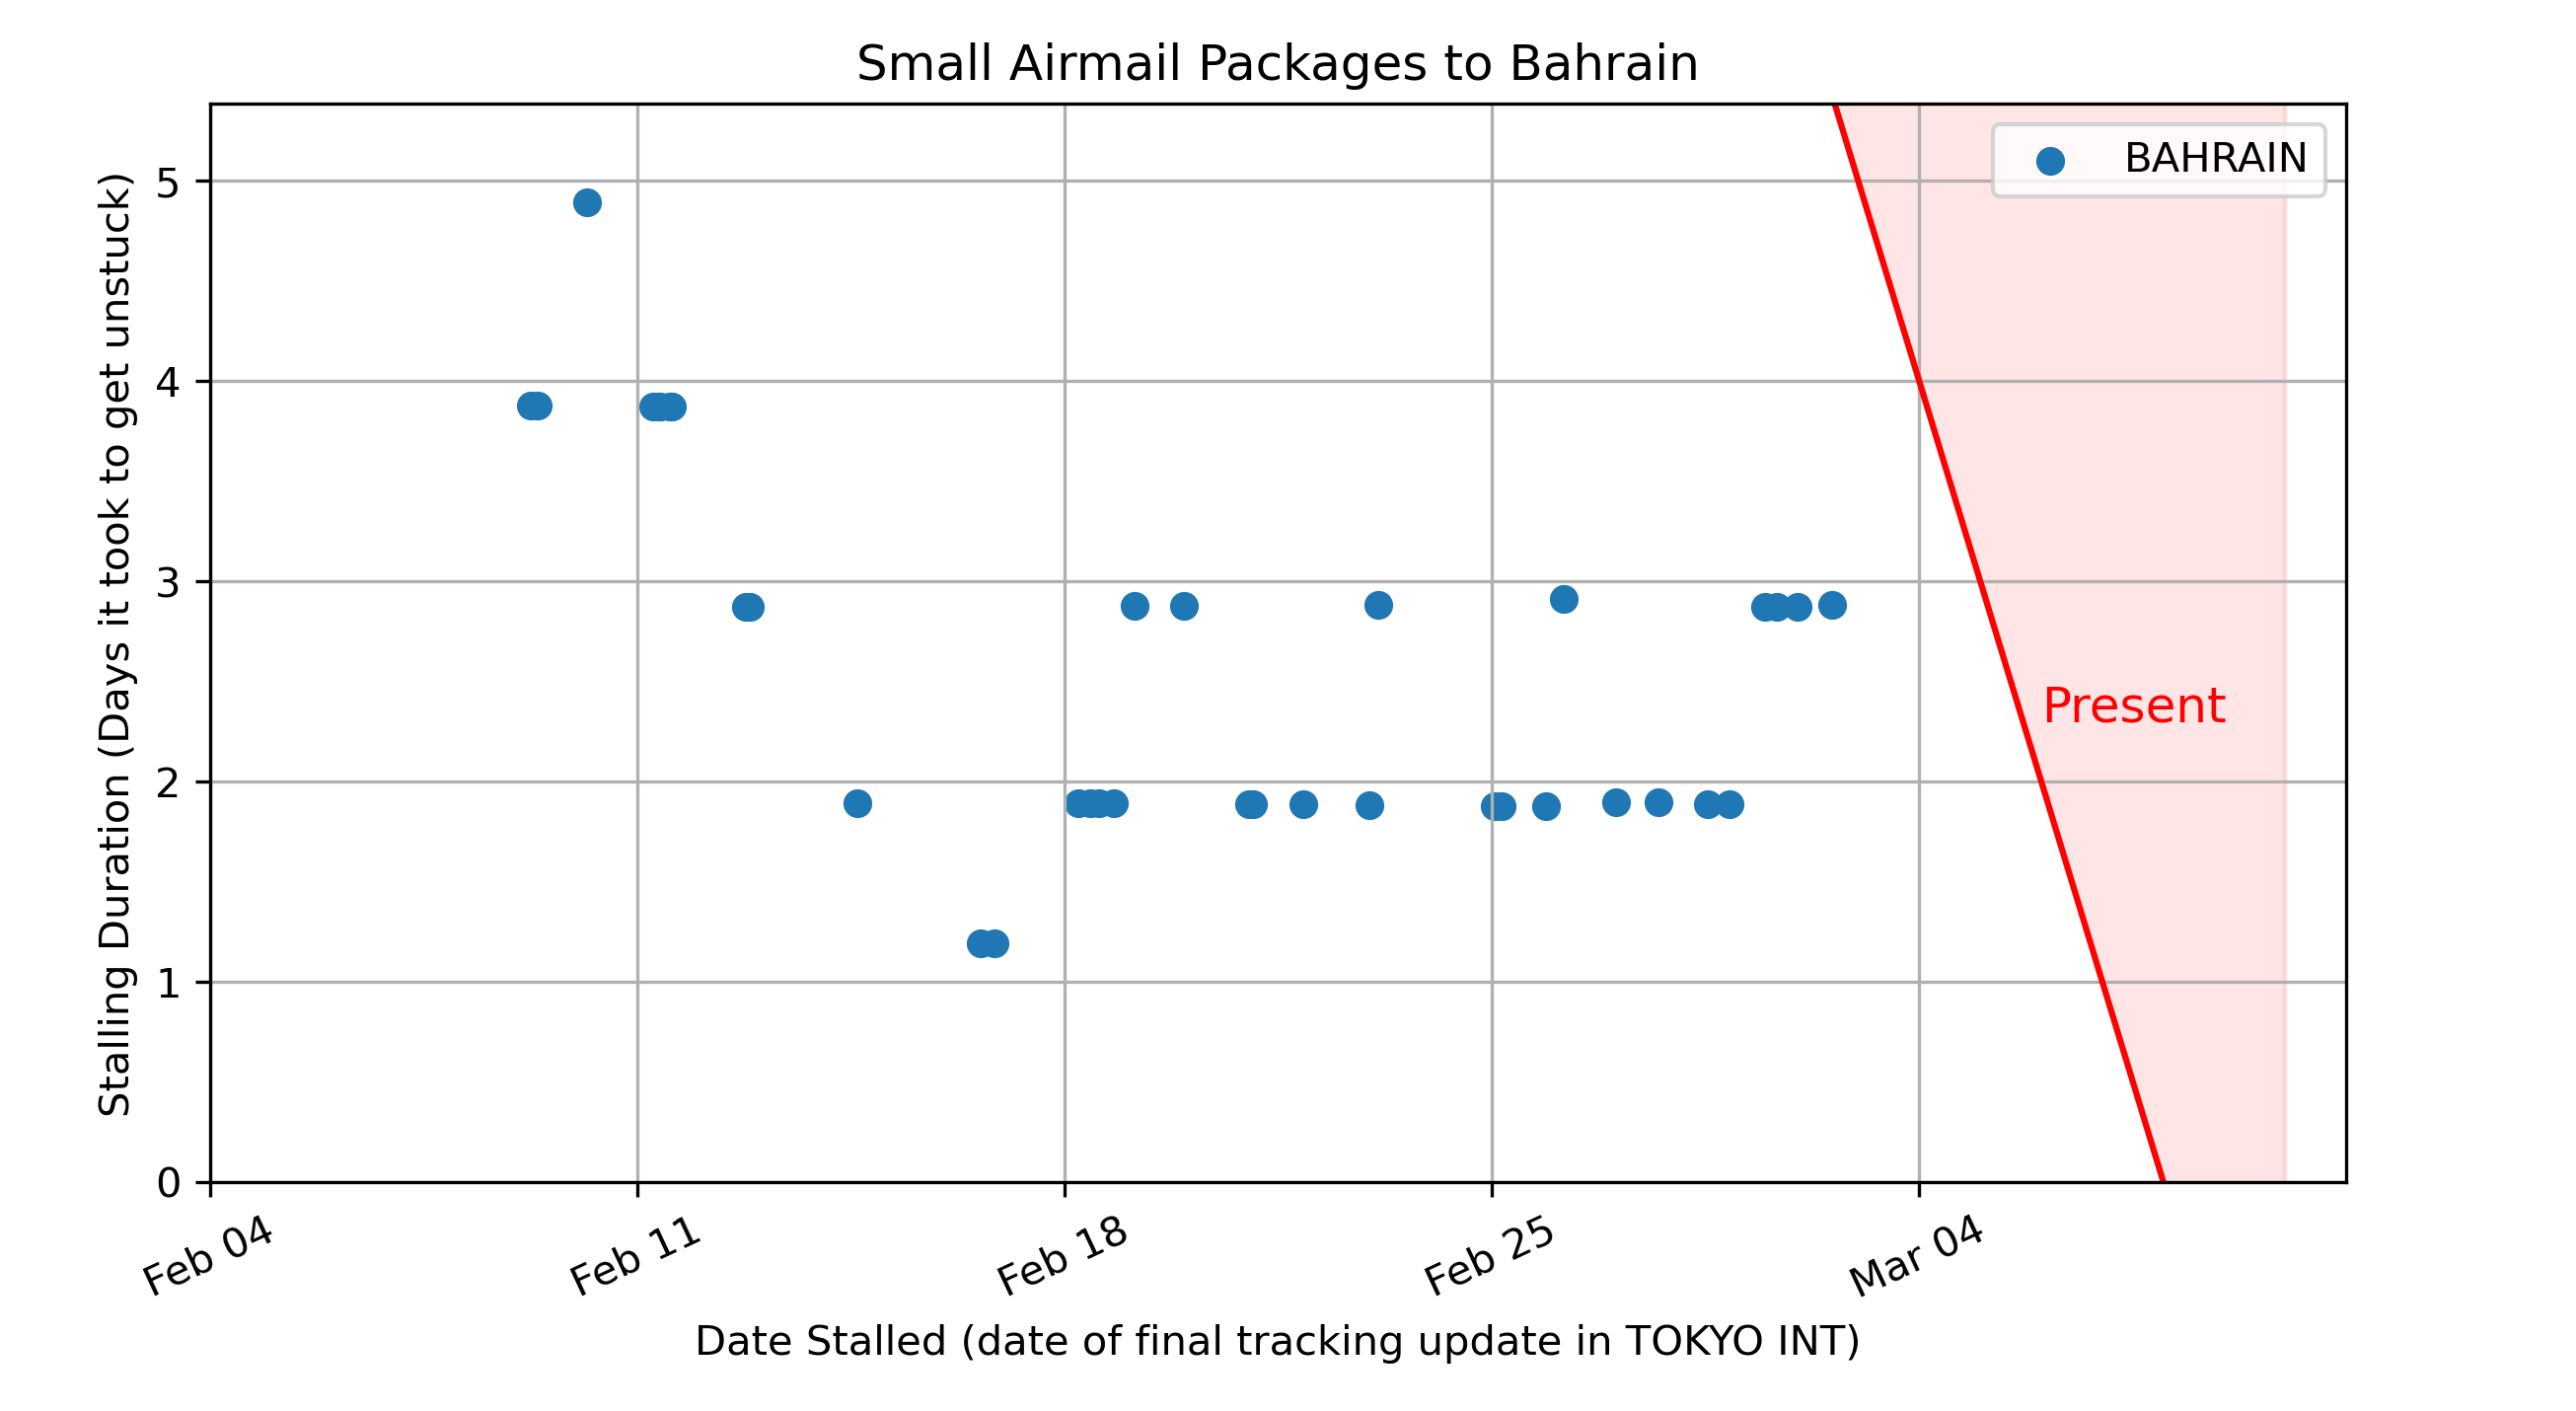 Small Airmail Packages to Bahrain
BAHRAIN
Stalling Duration (Days it took to get unstuck)
5
4
3
2
1
0
Present
Feb 04
Feb 11
Feb 18
Feb 25
Mar 04
Date Stalled (date of final tracking update in TOKYO INT)